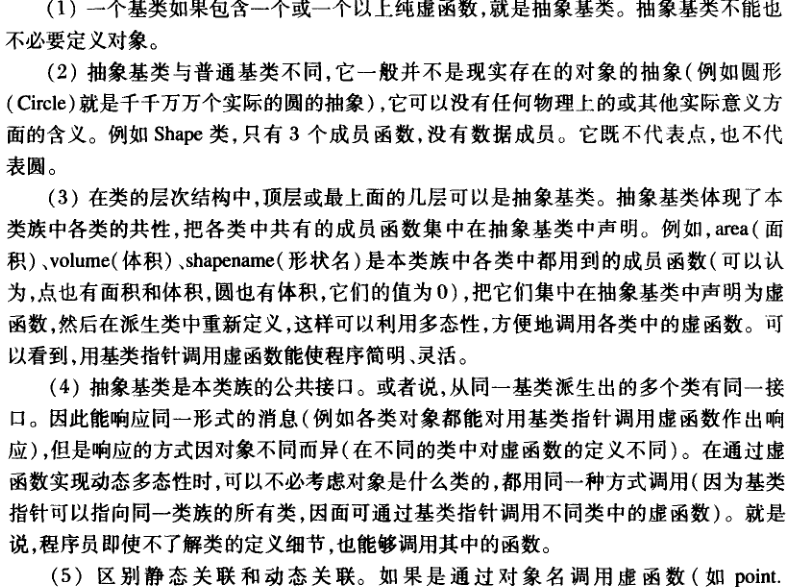 (1) 一个基类如果包含一个或一个以上纯虚函数,就是抽象基类。抽象基类不能也
不必要定义对象。
(2) 抽象基类与普通基类不同,它一般并不是现实存在的对象的抽象(例如圆形
(Circle)就是千千万万个实际的圆的抽象),它可以没有任何物理上的或其他实际意义方
面的含义。例如 Shape 类,只有 3 个成员函数,没有数据成员。它既不代表点,也不代
表圆。
(3) 在类的层次结构中,顶层或最上面的几层可以是抽象基类。抽象基类体现了本
类族中各类的共性,把各类中共有的成员函数集中在抽象基类中声明。例如,area(面
积)、volume(体积)、shapename(形状名)是本类族中各类中都用到的成员函数(可以认
为,点也有面积和体积,圆也有体积,它们的值为0),把它们集中在抽象基类中声明为虚
函数,然后在派生类中重新定义,这样可以利用多态性,方便地调用各类中的虚函数。可
以看到,用基类指针调用虚函数能使程序简明、灵活。
(4) 抽象基类是本类族的公共接口。或者说,从同一基类派生出的多个类有同一接
口。因此能响应同一形式的消息(例如各类对象都能对用基类指针调用虚函数作出响
应),但是响应的方式因对象不同而异(在不同的类中对虚函数的定义不同)。在通过虚
函数实现动态多态性时,可以不必考虑对象是什么类的,都用同一种方式调用(因为基类
指针可以指向同一类族的所有类,因面可通过基类指针调用不同类中的虚函数)。就是
说,程序员即使不了解类的定义细节,也能够调用其中的函数。
(5) 区别静态关联和动态关联。如果是通过对象名调用虚函数(如 point.